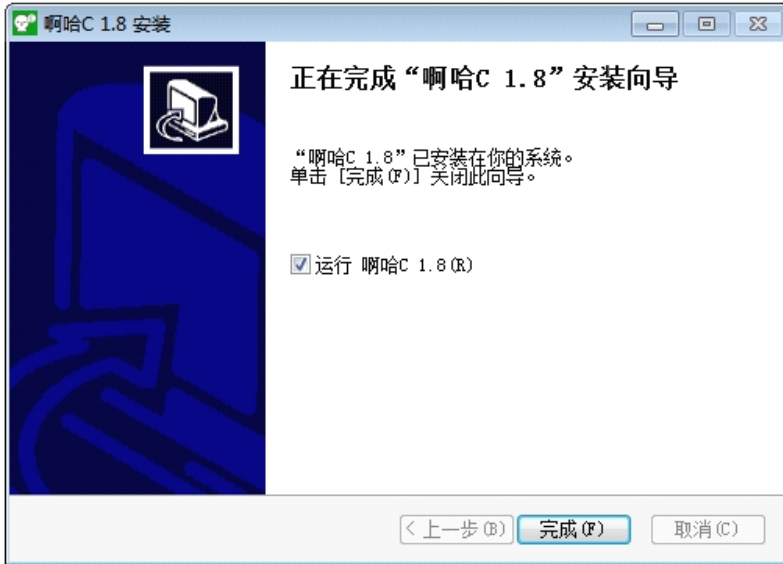 啊哈C 1.8 安装
正在完成“啊哈C 1.8”安装向导
“啊哈C 1.8”已安装在你的系统。
单击 [完成(F)] 关闭此向导。
运行 啊哈C 1.8(R)
< 上一步(B) 完成(F) 取消(C)